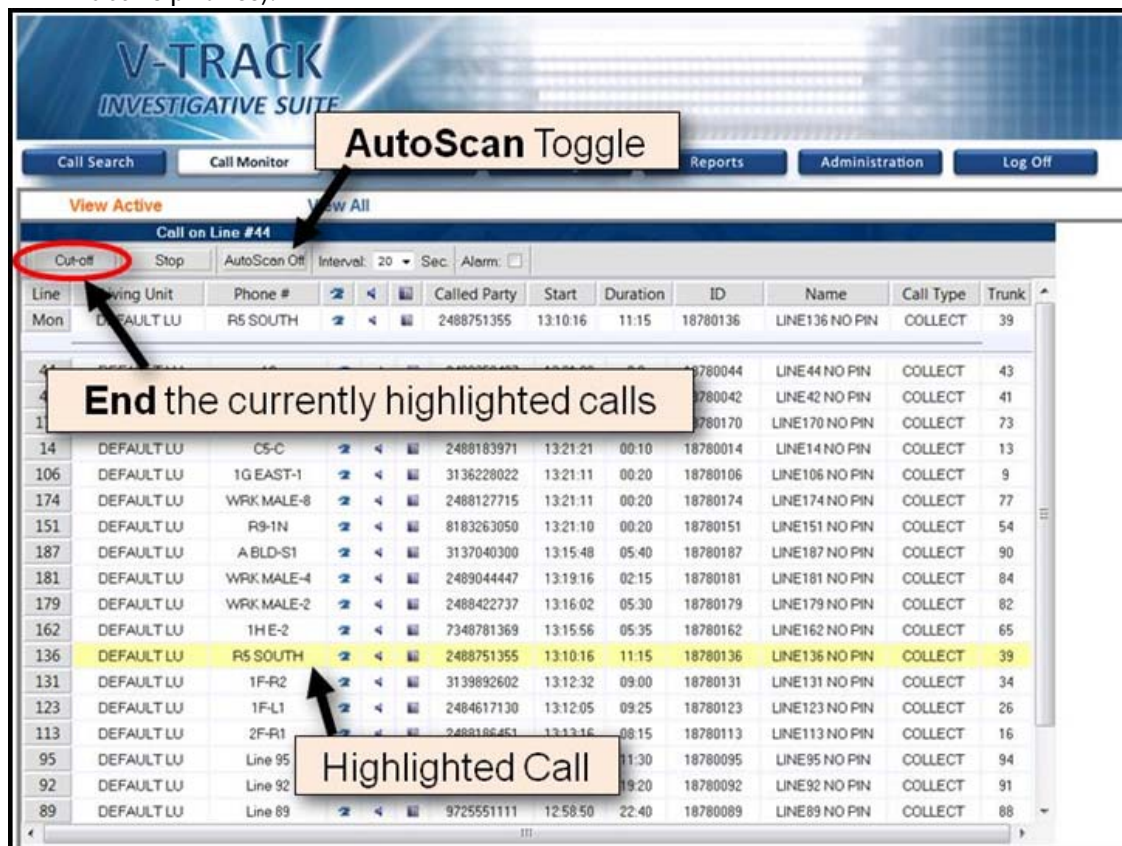 V-TRACK
INVESTIGATIVE SUITE
AutoScan Toggle
Call Search Call Monitor Reports Administration Log Off
View Active View All
Call on Line #44
Cut-off Stop AutoScan Off Interval: 20 Sec. Alarm:
Line Living Unit Phone # Called Party Start Duration ID Name Call Type Trunk
Mon DEFAULT LU R5 SOUTH 2488751355 13:10:16 11:15 18780136 LINE136 NO PIN COLLECT 39
44 18780044 LINE44 NO PIN COLLECT 43
End the currently highlighted calls
18780042 LINE42 NO PIN COLLECT 41
18780170 LINE170 NO PIN COLLECT 73
14 DEFAULT LU C5-C 2488183971 13:21:21 00:10 18780014 LINE14 NO PIN COLLECT 13
106 DEFAULT LU 1G EAST-1 3136228022 13:21:11 00:20 18780106 LINE106 NO PIN COLLECT 9
174 DEFAULT LU WRK MALE-8 2488127715 13:21:11 00:20 18780174 LINE174 NO PIN COLLECT 77
151 DEFAULT LU R9-1N 8183263050 13:21:10 00:20 18780151 LINE151 NO PIN COLLECT 54
187 DEFAULT LU A BLD-S1 3137040300 13:15:48 05:40 18780187 LINE187 NO PIN COLLECT 90
181 DEFAULT LU WRK MALE-4 2489044447 13:19:16 02:15 18780181 LINE181 NO PIN COLLECT 84
179 DEFAULT LU WRK MALE-2 2488422737 13:16:02 05:30 18780179 LINE179 NO PIN COLLECT 82
162 DEFAULT LU 1H E-2 7348781369 13:15:56 05:35 18780162 LINE162 NO PIN COLLECT 65
136 DEFAULT LU R5 SOUTH 2488751355 13:10:16 11:15 18780136 LINE136 NO PIN COLLECT 39
131 DEFAULT LU 1F-R2 3139892602 13:12:32 09:00 18780131 LINE131 NO PIN COLLECT 34
123 DEFAULT LU 1F-L1 2484617130 13:12:05 09:25 18780123 LINE123 NO PIN COLLECT 26
113 DEFAULT LU 2F-R1 2488186451 13:13:16 08:15 18780113 LINE113 NO PIN COLLECT 16
95 DEFAULT LU Line 95 11:30 18780095 LINE95 NO PIN COLLECT 94
Highlighted Call
92 DEFAULT LU Line 92 19:20 18780092 LINE92 NO PIN COLLECT 91
89 DEFAULT LU Line 89 9725551111 12:58:50 22:40 18780089 LINE89 NO PIN COLLECT 88